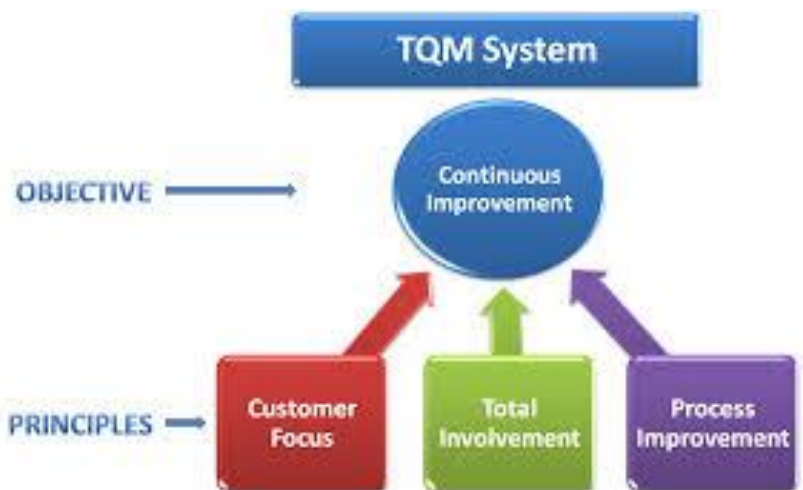 TQM System
OBJECTIVE
Continuous
Improvement
PRINCIPLES
Customer
Focus
Total
Involvement
Process
Improvement